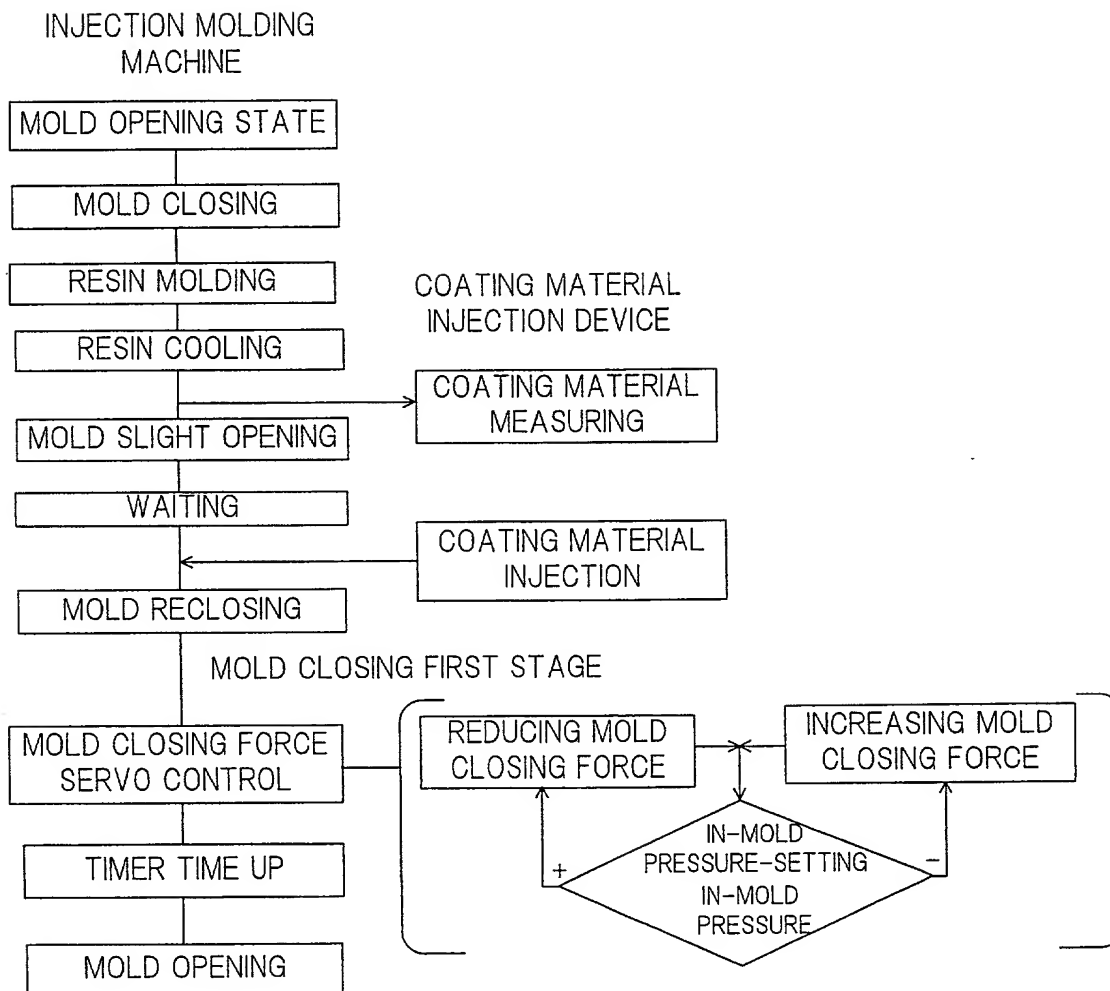 INJECTION MOLDING
MACHINE
MOLD OPENING STATE
MOLD CLOSING
RESIN MOLDING
RESIN COOLING
COATING MATERIAL
INJECTION DEVICE
COATING MATERIAL
MEASURING
MOLD SLIGHT OPENING
WAITING
COATING MATERIAL
INJECTION
MOLD RECLOSING
MOLD CLOSING FIRST STAGE
MOLD CLOSING FORCE
SERVO CONTROL
REDUCING MOLD
CLOSING FORCE
INCREASING MOLD
CLOSING FORCE
+
IN-MOLD
PRESSURE-SETTING
IN-MOLD
PRESSURE
-
TIMER TIME UP
MOLD OPENING